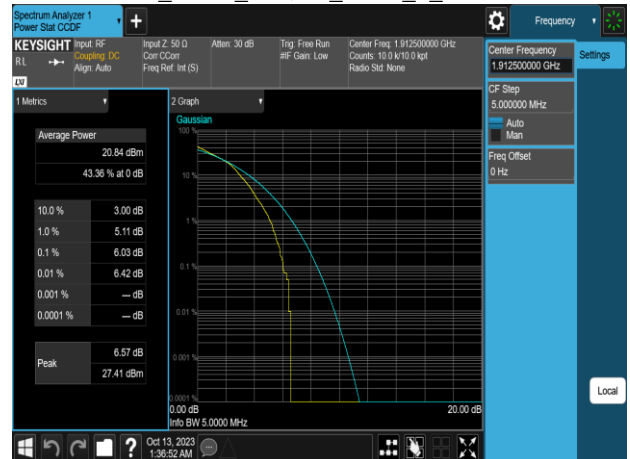 Spectrum Analyzer 1
Power Stat CCDF
Frequency
KEYSIGHT
RL
LXI
Input: RF
Coupling: DC
Align: Auto
Input Z: 50 Ω
Corr CCorr
Freq Ref: Int (S)
Atten: 30 dB
Trig: Free Run
#IF Gain: Low
Center Freq: 1.912500000 GHz
Counts: 10.0 k/10.0 kpt
Radio Std: None
Center Frequency
1.912500000 GHz
Settings
CF Step
5.000000 MHz
Auto
Man
Freq Offset
0 Hz
1 Metrics
Average Power
20.84 dBm
43.36 % at 0 dB
10.0 % 3.00 dB
1.0 % 5.11 dB
0.1 % 6.03 dB
0.01 % 6.42 dB
0.001 % --- dB
0.0001 % --- dB
Peak 6.57 dB
27.41 dBm
2 Graph
Gaussian
100 %
10 %
1 %
0.1 %
0.01 %
0.001 %
0.0001 %
0.00 dB 20.00 dB
Info BW 5.0000 MHz
Local
?
Oct 13, 2023
1:36:52 AM